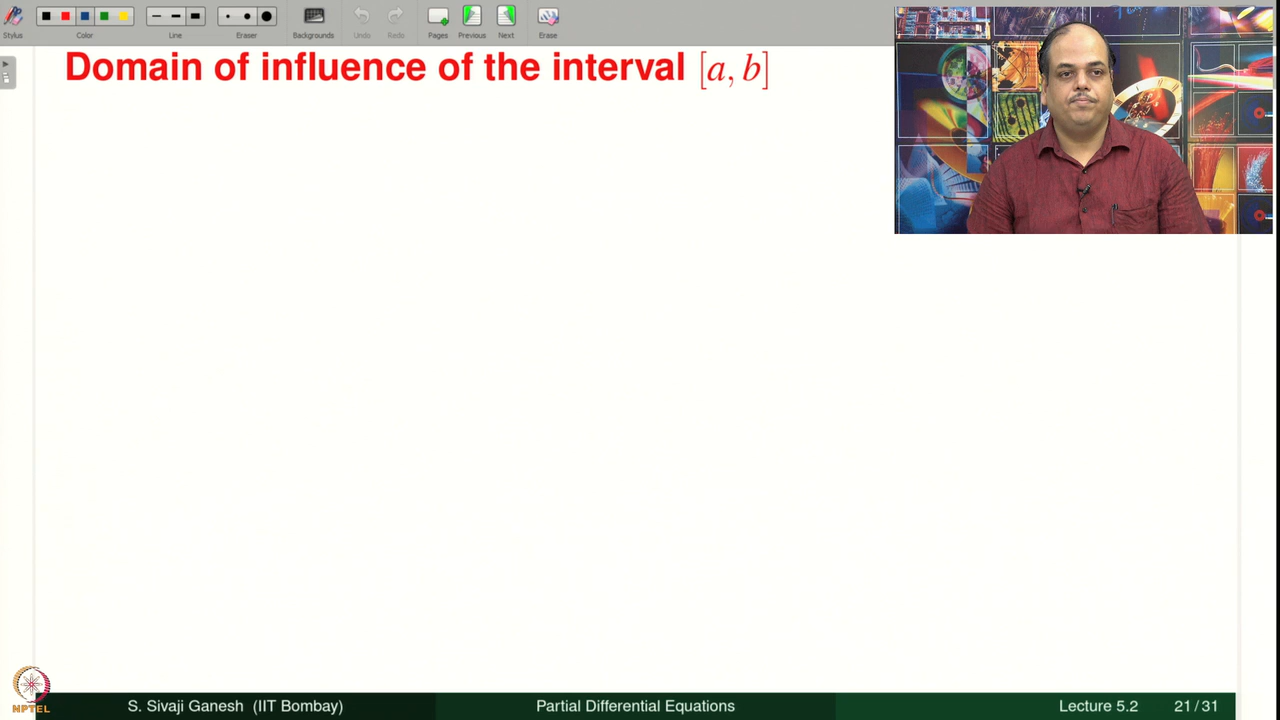 Stylus Color Line Eraser Backgrounds Undo Redo Pages Previous Next Erase
Domain of influence of the interval [a, b]
NPTEL
S. Sivaji Ganesh (IIT Bombay) Partial Differential Equations Lecture 5.2 21 / 31